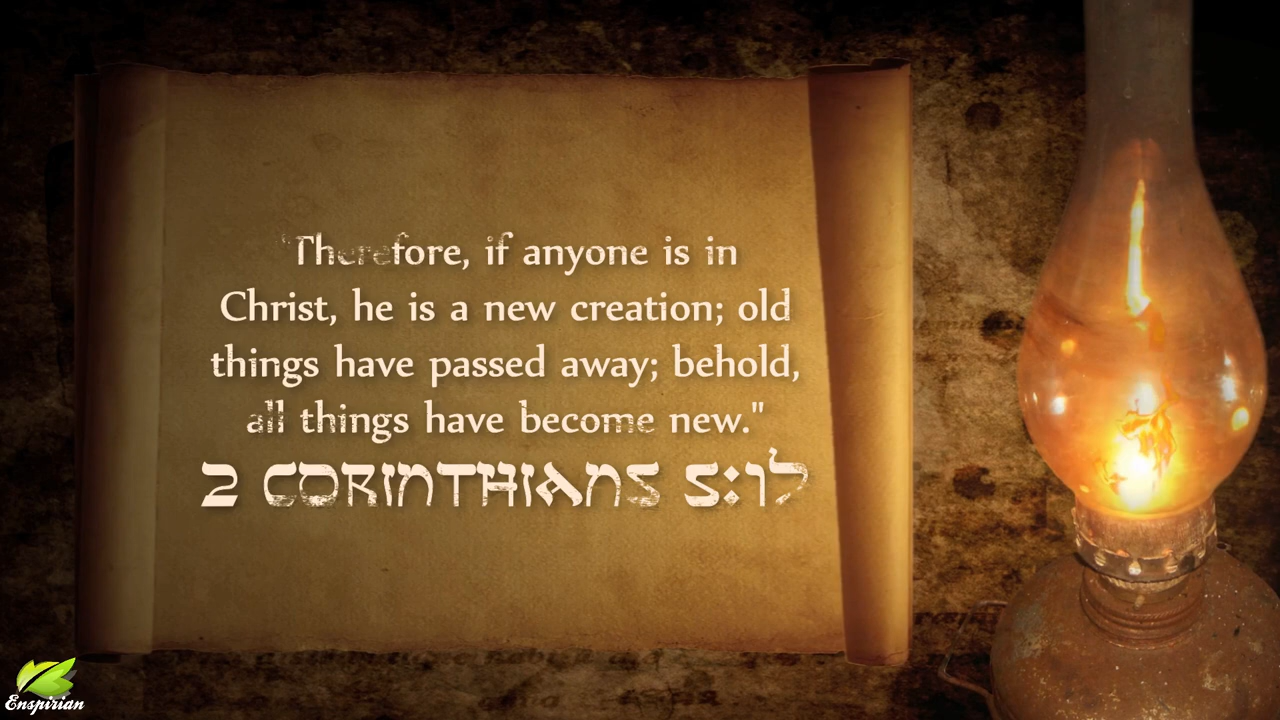 "Therefore, if anyone is in
Christ, he is a new creation; old
things have passed away; behold,
all things have become new."
2 CORINTHIANS 5:17
Enspirian